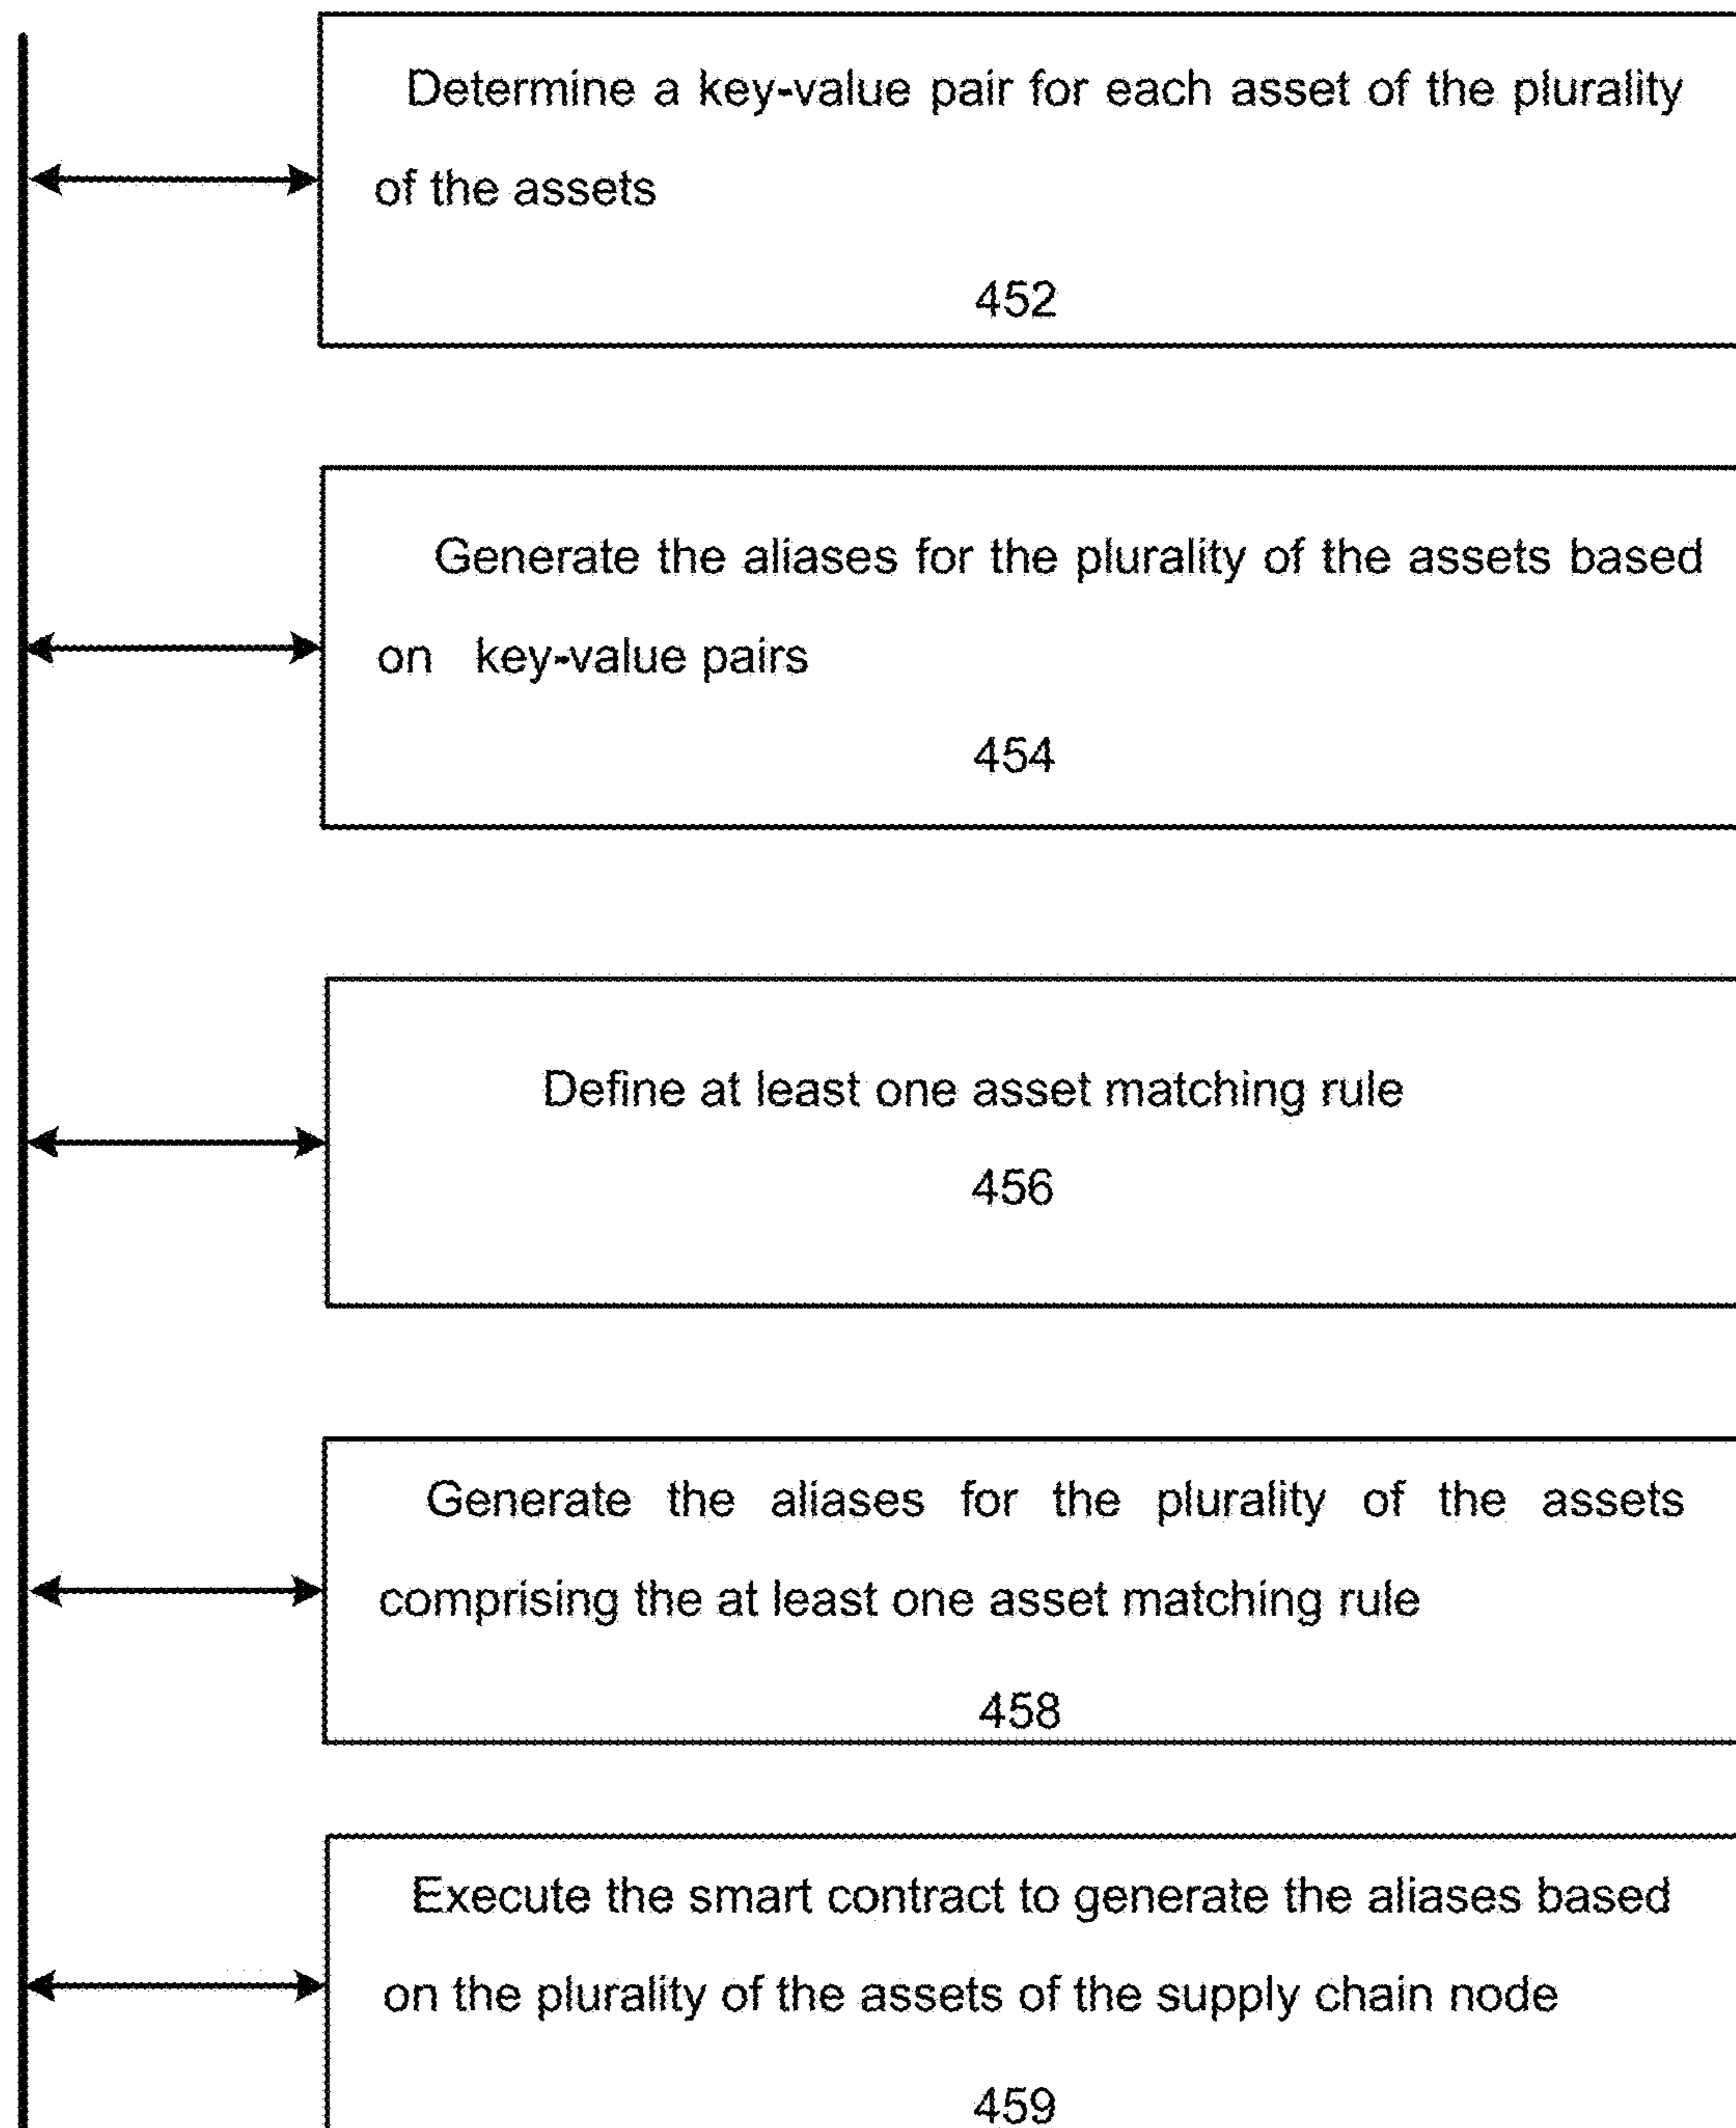 Determine a key-value pair for each asset of the plurality
of the assets
452
Generate the aliases for the plurality of the assets based
on key-value pairs
454
Define at least one asset matching rule
456
Generate the aliases for the plurality of the assets
comprising the at least one asset matching rule
458
Execute the smart contract to generate the aliases based
on the plurality of the assets of the supply chain node
459